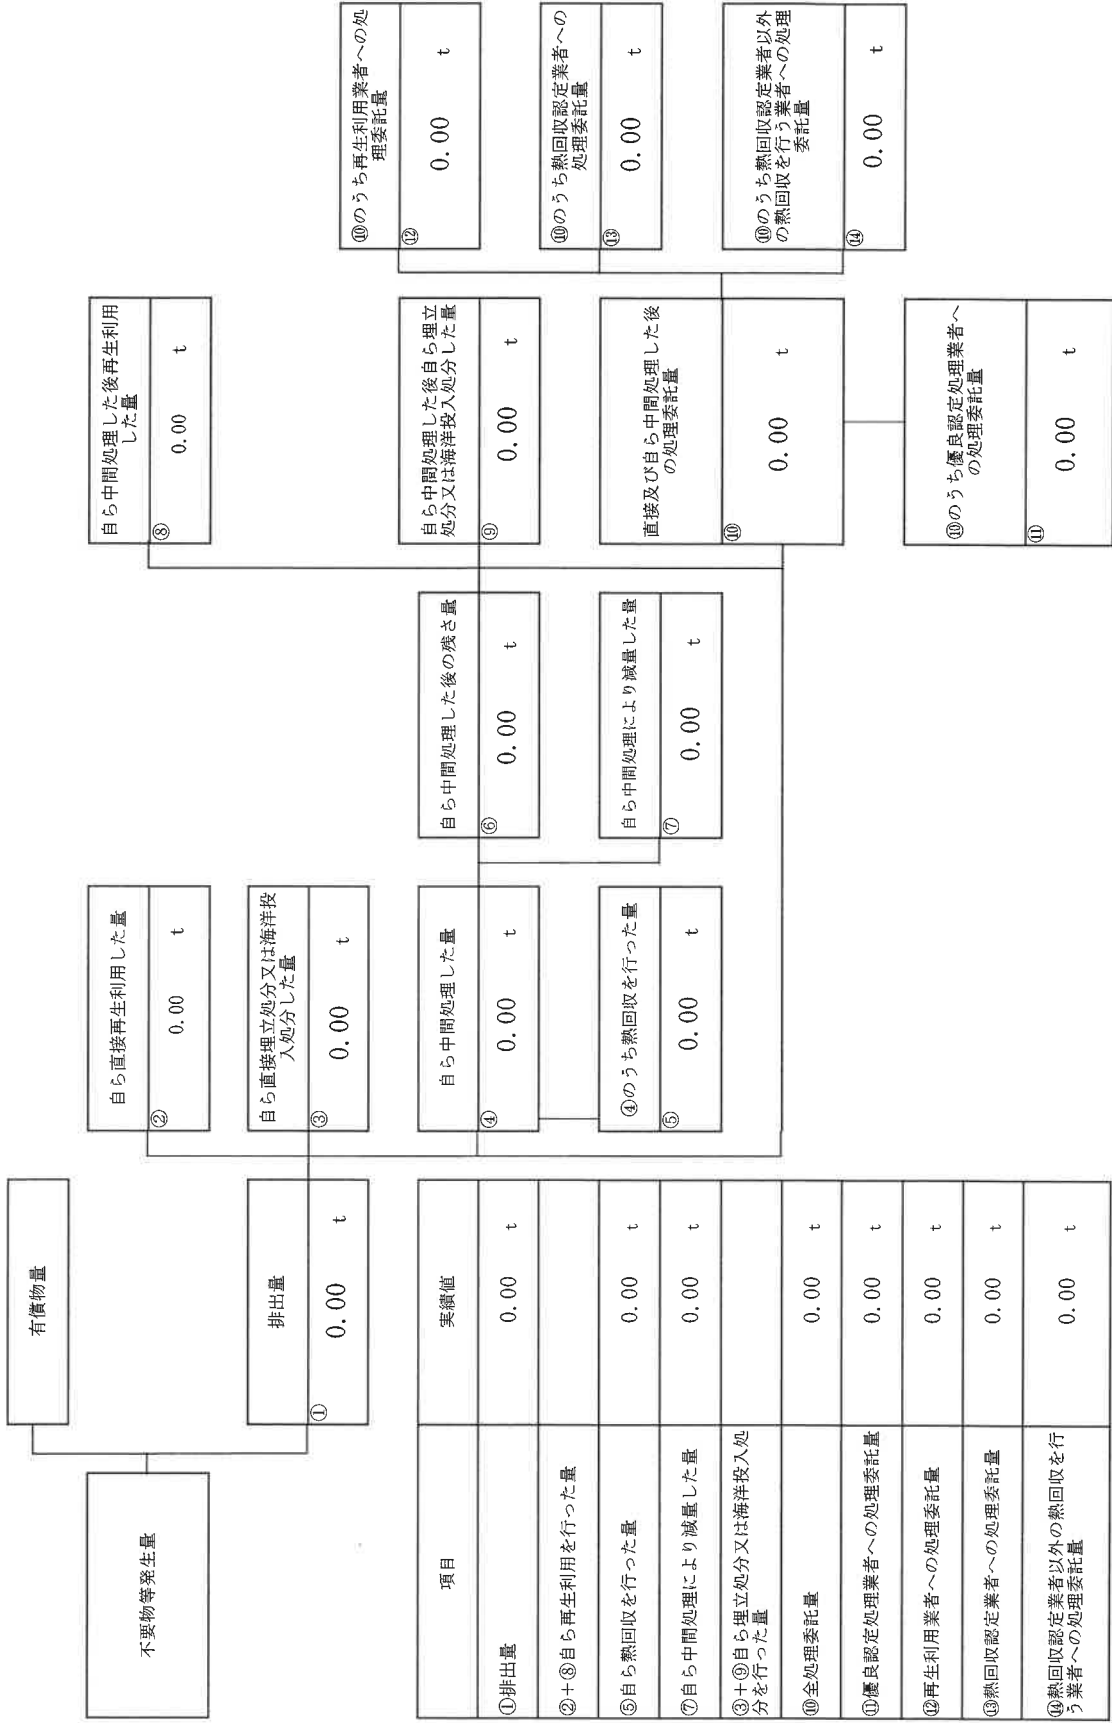 有償物量
不要物等発生量
排出量
① 0.00 t
自ら直接再生利用した量
② 0.00 t
自ら直接埋立処分又は海洋投
入処分した量
③ 0.00 t
自ら中間処理した量
④ 0.00 t
④のうち熱回収を行った量
⑤ 0.00 t
自ら中間処理した後の残さ量
⑥ 0.00 t
自ら中間処理により減量した量
⑦ 0.00 t
自ら中間処理した後再生利用
した量
⑧ 0.00 t
自ら中間処理した後自ら埋立
処分又は海洋投入処分した量
⑨ 0.00 t
直接及び自ら中間処理した後
の処理委託量
⑩ 0.00 t
⑩のうち優良認定処理業者へ
の処理委託量
⑪ 0.00 t
⑩のうち再生利用業者への処
理委託量
⑫ 0.00 t
⑩のうち熱回収認定業者への
処理委託量
⑬ 0.00 t
⑩のうち熱回収認定業者以外
の熱回収を行う業者への処理
委託量
⑭ 0.00 t
項目 実績値
①排出量 0.00 t
②+⑧自ら再生利用を行った量
⑤自ら熱回収を行った量 0.00 t
⑦自ら中間処理により減量した量 0.00 t
③+⑨自ら埋立処分又は海洋投入処
分を行った量
⑩全処理委託量 0.00 t
⑪優良認定処理業者への処理委託量 0.00 t
⑫再生利用業者への処理委託量 0.00 t
⑬熱回収認定業者への処理委託量 0.00 t
⑭熱回収認定業者以外の熱回収を行
う業者への処理委託量 0.00 t